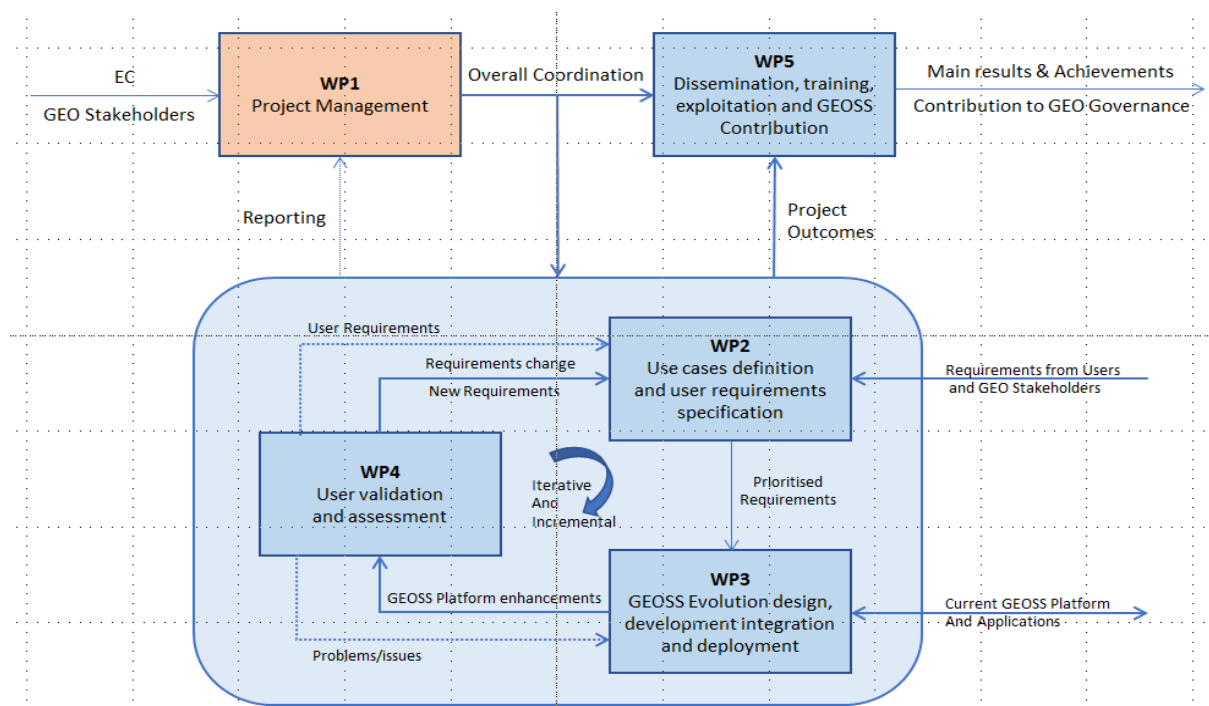 EC
GEO Stakeholders
WP1
Project Management
Overall Coordination
WP5
Dissemination, training,
exploitation and GEOSS
Contribution
Main results & Achievements
Contribution to GEO Governance
Reporting
Project
Outcomes
User Requirements
Requirements change
New Requirements
WP2
Use cases definition
and user requirements
specification
Requirements from Users
and GEO Stakeholders
WP4
User validation
and assessment
Iterative
And
Incremental
Prioritised
Requirements
GEOSS Platform enhancements
Problems/issues
WP3
GEOSS Evolution design,
development integration
and deployment
Current GEOSS Platform
And Applications